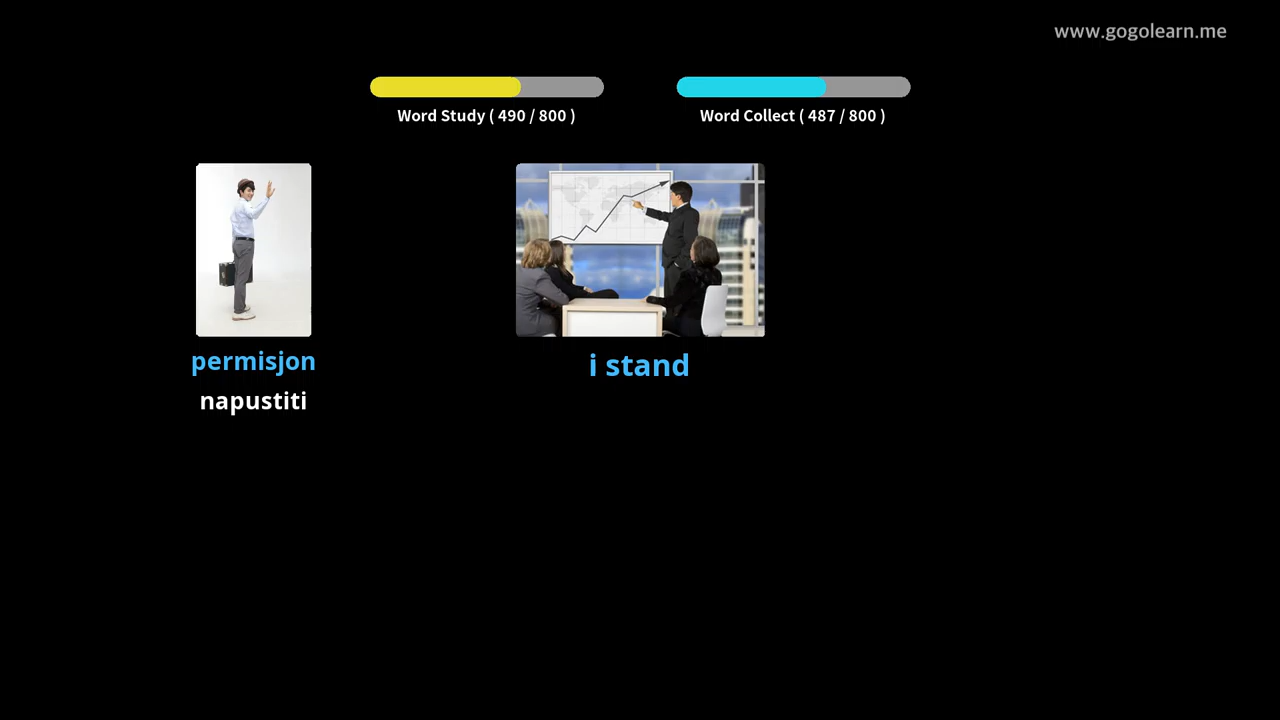 www.gogolearn.me
Word Study ( 490 / 800 )
Word Collect ( 487 / 800 )
permisjon
napustiti
i stand